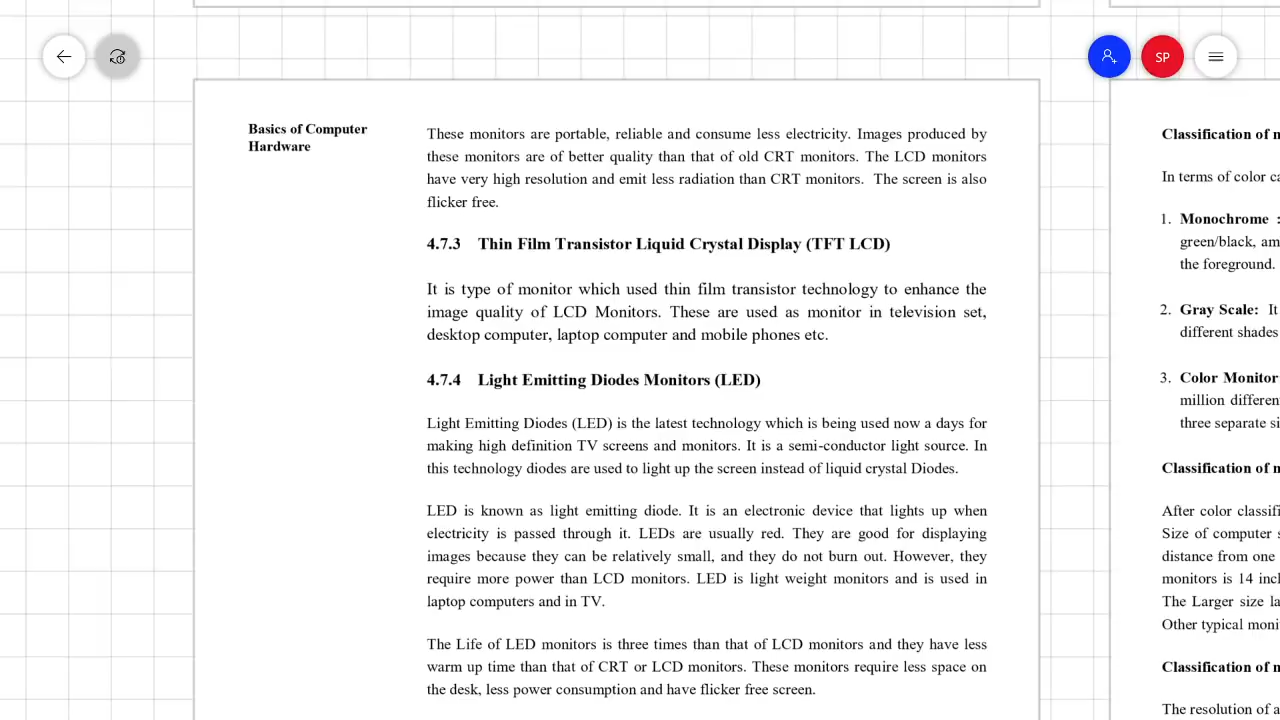 SP
Basics of Computer
Hardware
These monitors are portable, reliable and consume less electricity. Images produced by
these monitors are of better quality than that of old CRT monitors. The LCD monitors
have very high resolution and emit less radiation than CRT monitors. The screen is also
flicker free.
4.7.3 Thin Film Transistor Liquid Crystal Display (TFT LCD)
It is type of monitor which used thin film transistor technology to enhance the
image quality of LCD Monitors. These are used as monitor in television set,
desktop computer, laptop computer and mobile phones etc.
4.7.4 Light Emitting Diodes Monitors (LED)
Light Emitting Diodes (LED) is the latest technology which is being used now a days for
making high definition TV screens and monitors. It is a semi-conductor light source. In
this technology diodes are used to light up the screen instead of liquid crystal Diodes.
LED is known as light emitting diode. It is an electronic device that lights up when
electricity is passed through it. LEDs are usually red. They are good for displaying
images because they can be relatively small, and they do not burn out. However, they
require more power than LCD monitors. LED is light weight monitors and is used in
laptop computers and in TV.
The Life of LED monitors is three times than that of LCD monitors and they have less
warm up time than that of CRT or LCD monitors. These monitors require less space on
the desk, less power consumption and have flicker free screen.
Classification of
In terms of color
1. Monochrome :
green/black,
the foreground.
2. Gray Scale: It
different shades
3. Color Monitor
million
three separate
Classification of
After color
Size of computer
distance from one
monitors is 14
The Larger size
Other typical
Classification of
The resolution of